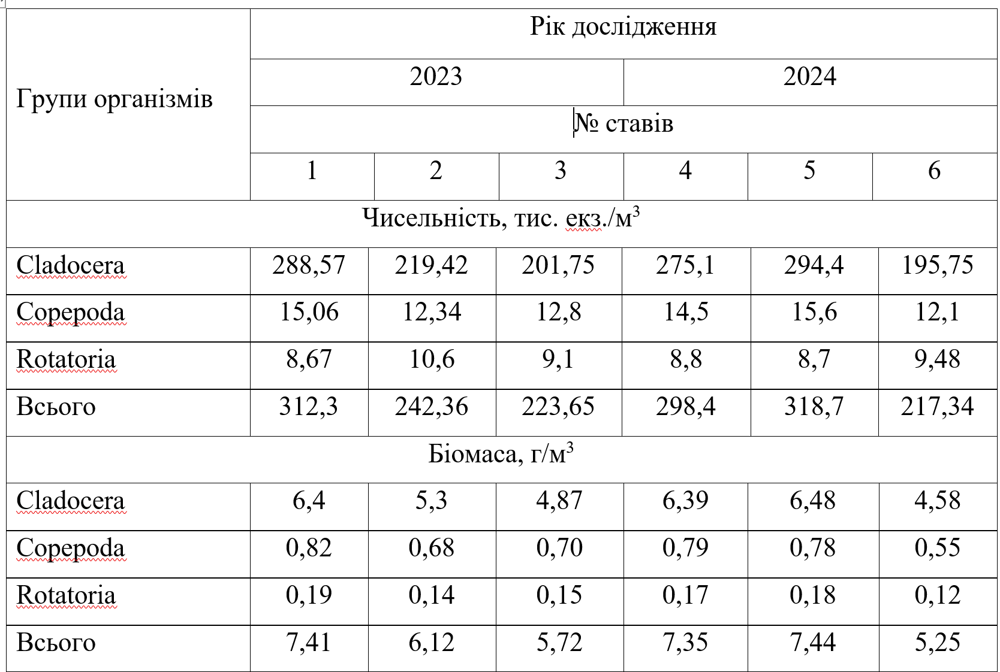 Рік дослідження
Групи організмів
2023 2024
№ ставів
1 2 3 4 5 6
Чисельність, тис. екз./м³
Cladocera 288,57 219,42 201,75 275,1 294,4 195,75
Copepoda 15,06 12,34 12,8 14,5 15,6 12,1
Rotatoria 8,67 10,6 9,1 8,8 8,7 9,48
Всього 312,3 242,36 223,65 298,4 318,7 217,34
Біомаса, г/м³
Cladocera 6,4 5,3 4,87 6,39 6,48 4,58
Copepoda 0,82 0,68 0,70 0,79 0,78 0,55
Rotatoria 0,19 0,14 0,15 0,17 0,18 0,12
Всього 7,41 6,12 5,72 7,35 7,44 5,25